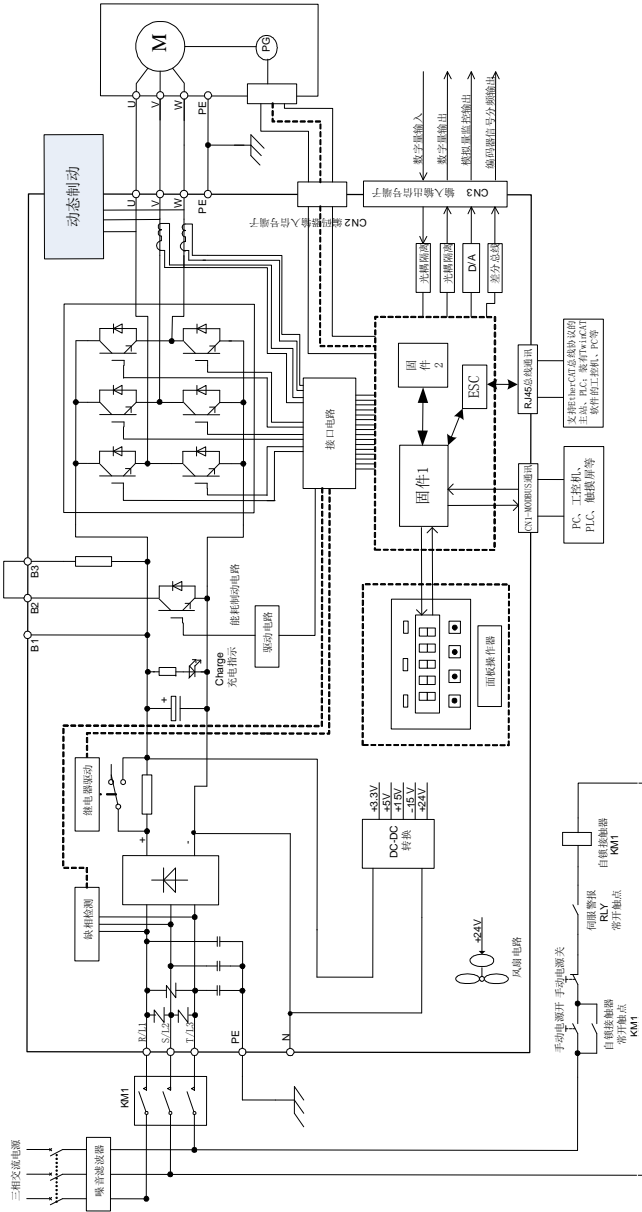 三相交流电源
噪音滤波器
KM1
R/L1
S/L2
T/L3
PE
N
缺相检测
继电器驱动
+
-
+
Charge
充电指示
B1
B2
B3
能耗制动电路
驱动电路
接口电路
动态制动
U
V
W
PE
U
V
W
PE
M
PG
CN2 编码器输入信号端子
CN3
输入输出信号端子
数字量输入
数字量输出
模拟量监控输出
编码器信号分频输出
光耦隔离
光耦隔离
D/A
差分总线
固件1
固件
2
ESC
RJ45总线通讯
支持EtherCAT总线协议的
主站、PLC；装有TwinCAT
软件的工控机、PC等
CN1-MODBUS通讯
PC、工控机、
PLC、触摸屏等
面板操作器
DC-DC
转换
+3.3V
+5V
+15V
-15 V
+24V
+24V
风扇电路
手动电源开
手动电源关
自锁接触器
常开触点
KM1
伺服警报
RLY
常开触点
自锁接触器
KM1